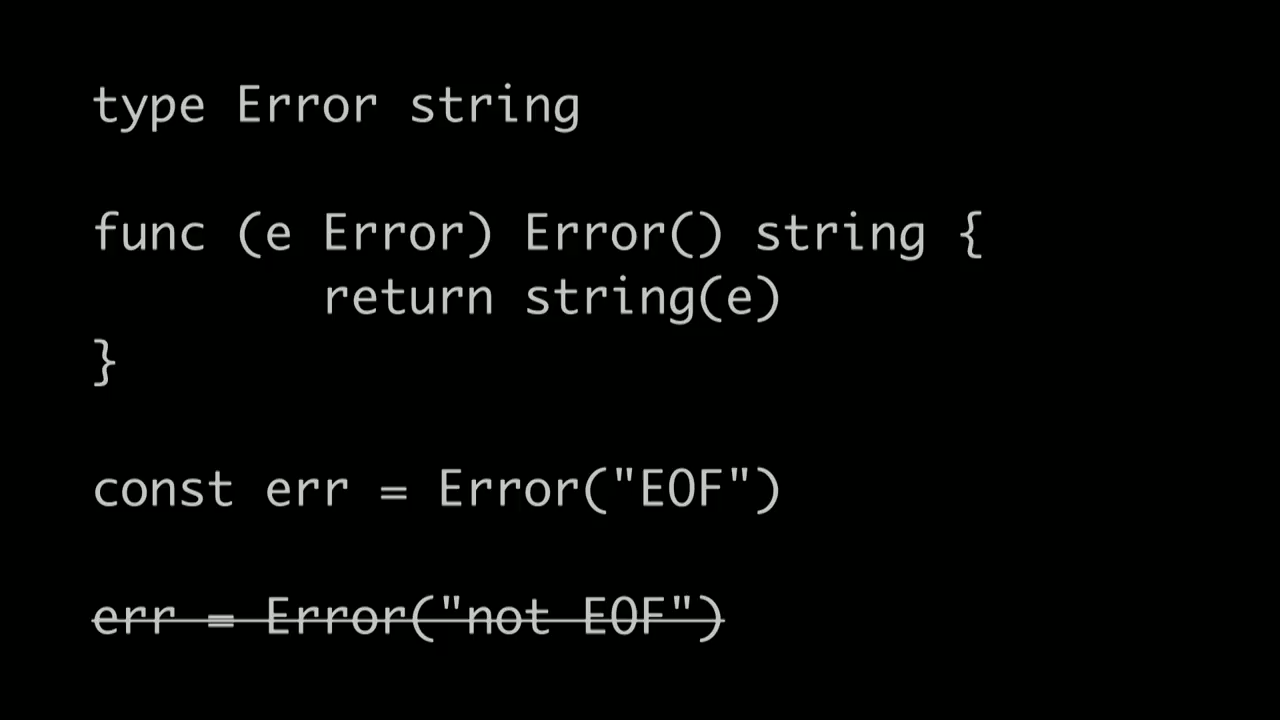 type Error string
func (e Error) Error() string {
return string(e)
}
const err = Error("EOF")
err = Error("not EOF")